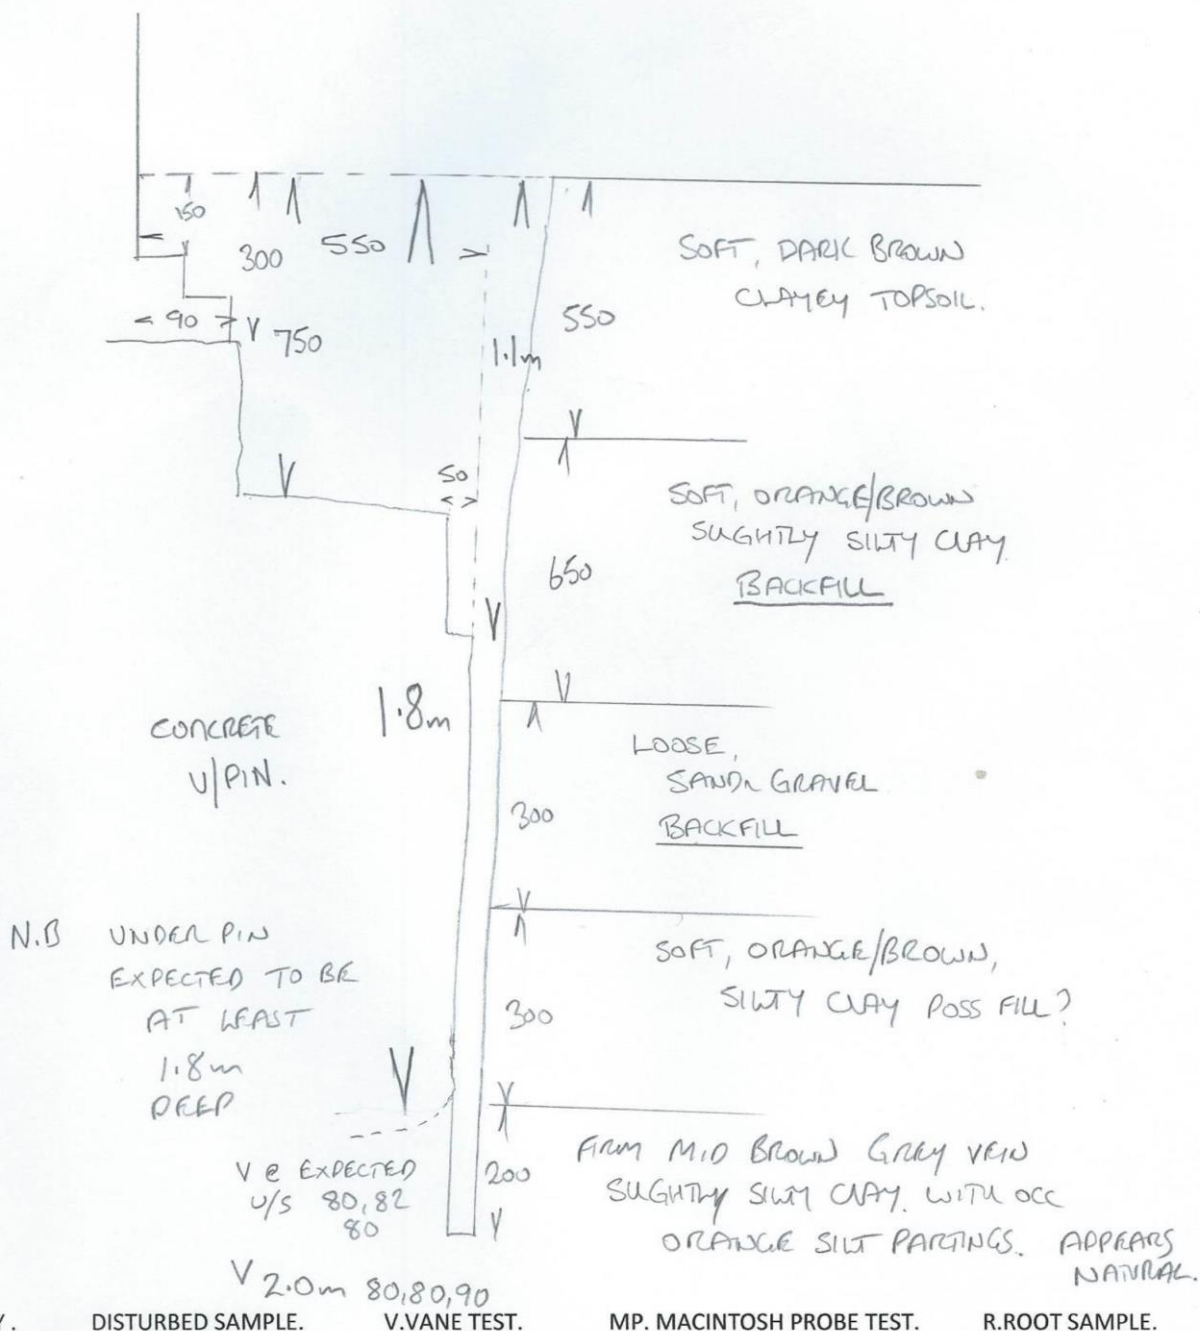 150
300
550
90
750
1.1m
550
SOFT, DARK BROWN
CLAYEY TOPSOIL.
50
650
SOFT, ORANGE/BROWN
SLIGHTLY SILTY CLAY
BACKFILL
CONCRETE
U/PIN.
1.8m
300
LOOSE,
SANDY GRAVEL
BACKFILL
N.B UNDER PIN
EXPECTED TO BE
AT LEAST
1.8m
DEEP
300
SOFT, ORANGE/BROWN,
SILTY CLAY POSS FILL?
V @ EXPECTED
U/S 80,82
80
200
FIRM MID BROWN GREY VEIN
SLIGHTLY SILTY CLAY. WITH OCC
ORANGE SILT PARTINGS. APPEARS
NATURAL.
V 2.0m 80,80,90
DISTURBED SAMPLE. V.VANE TEST. MP. MACINTOSH PROBE TEST. R.ROOT SAMPLE.